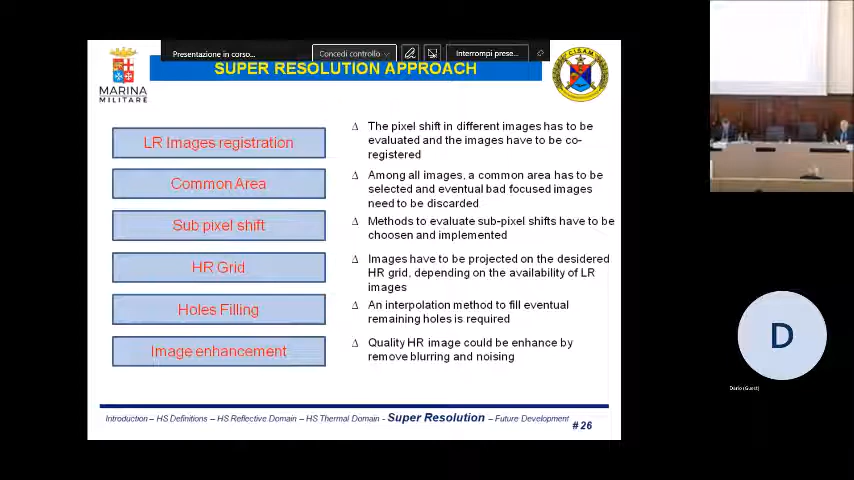 Presentazione in corso...
Concedi controllo
Interrompi prese...
SUPER RESOLUTION APPROACH
MARINA
MILITARE
C.I.S.A.M.
LR Images registration
Δ The pixel shift in different images has to be
evaluated and the images have to be co-
registered
Common Area
Δ Among all images, a common area has to be
selected and eventual bad focused images
need to be discarded
Sub pixel shift
Δ Methods to evaluate sub-pixel shifts have to be
choosen and implemented
HR Grid
Δ Images have to be projected on the desidered
HR grid, depending on the availability of LR
images
Holes Filling
Δ An interpolation method to fill eventual
remaining holes is required
Image enhancement
Δ Quality HR image could be enhance by
remove blurring and noising
Introduction – HS Definitions – HS Reflective Domain – HS Thermal Domain - Super Resolution – Future Development
# 26
D
Dario (Guest)